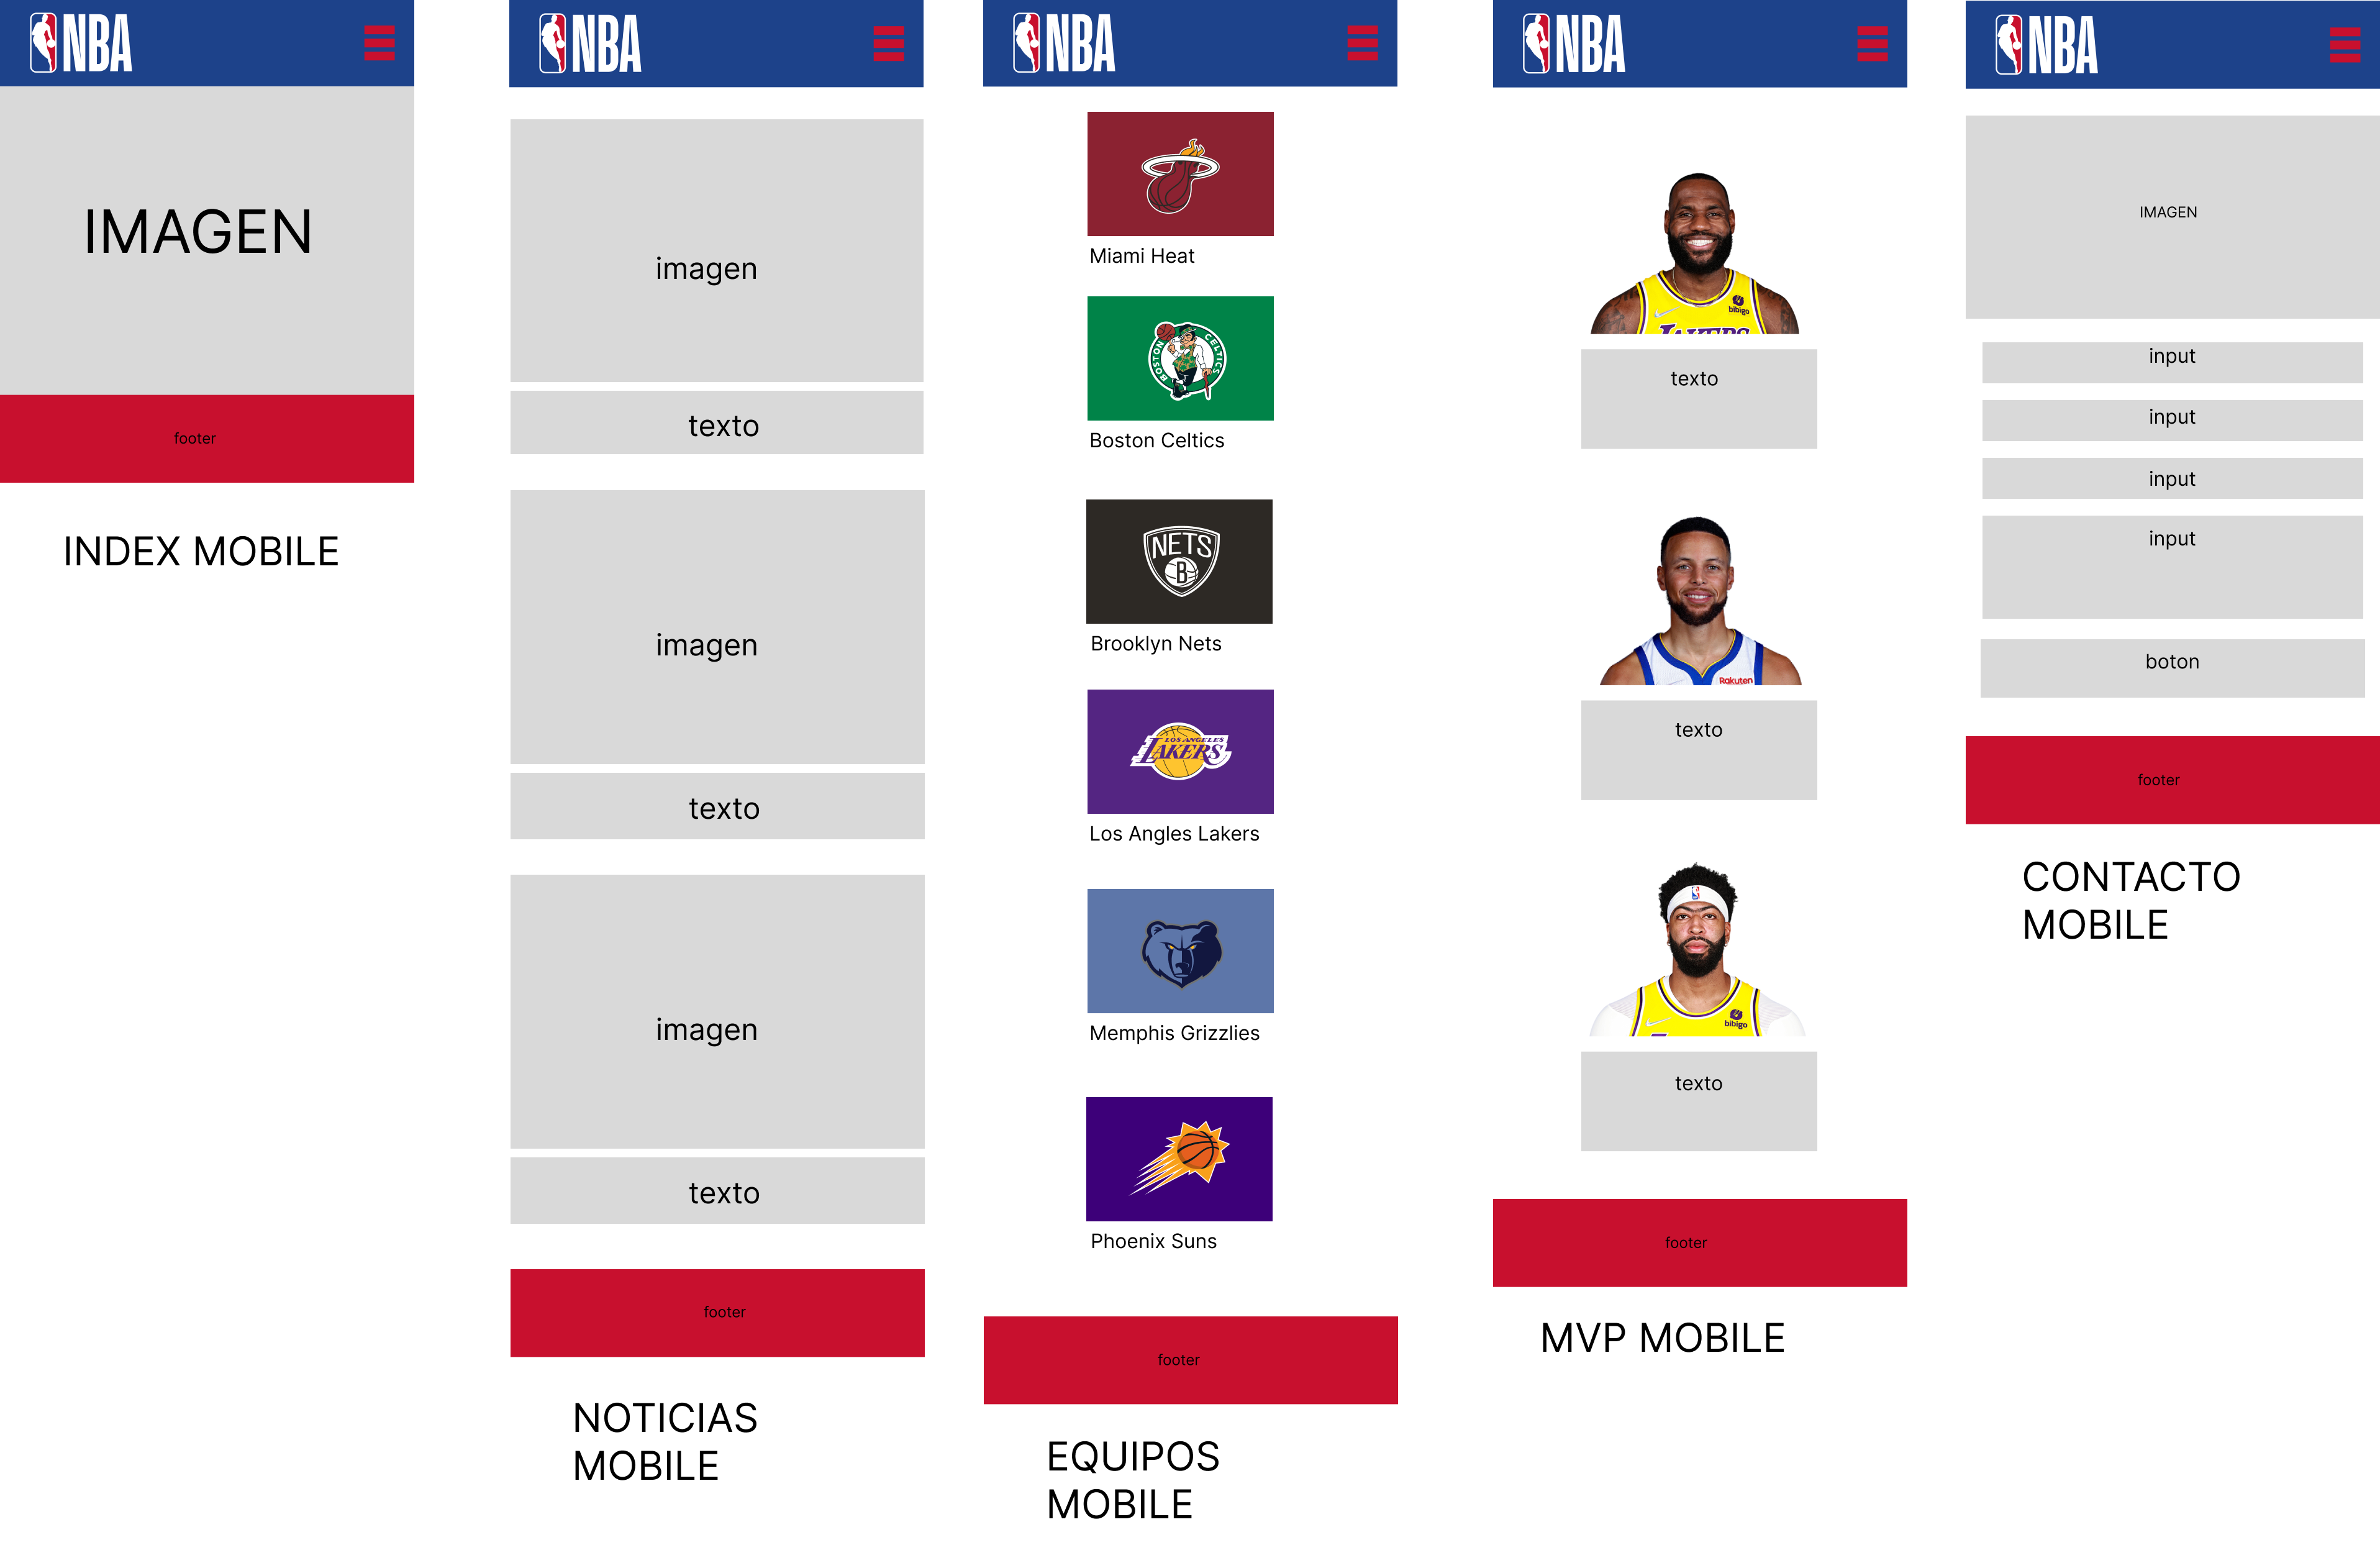 NBA
IMAGEN
footer
INDEX MOBILE
NBA
imagen
texto
imagen
texto
imagen
texto
footer
NOTICIAS
MOBILE
NBA
Miami Heat
BOSTON CELTICS
Boston Celtics
NETS
B
Brooklyn Nets
LOS ANGELES
LAKERS
Los Angles Lakers
Memphis Grizzlies
Phoenix Suns
footer
EQUIPOS
MOBILE
NBA
bibigo
LAKERS
texto
Rakuten
texto
bibigo
texto
footer
MVP MOBILE
NBA
IMAGEN
input
input
input
input
boton
footer
CONTACTO
MOBILE